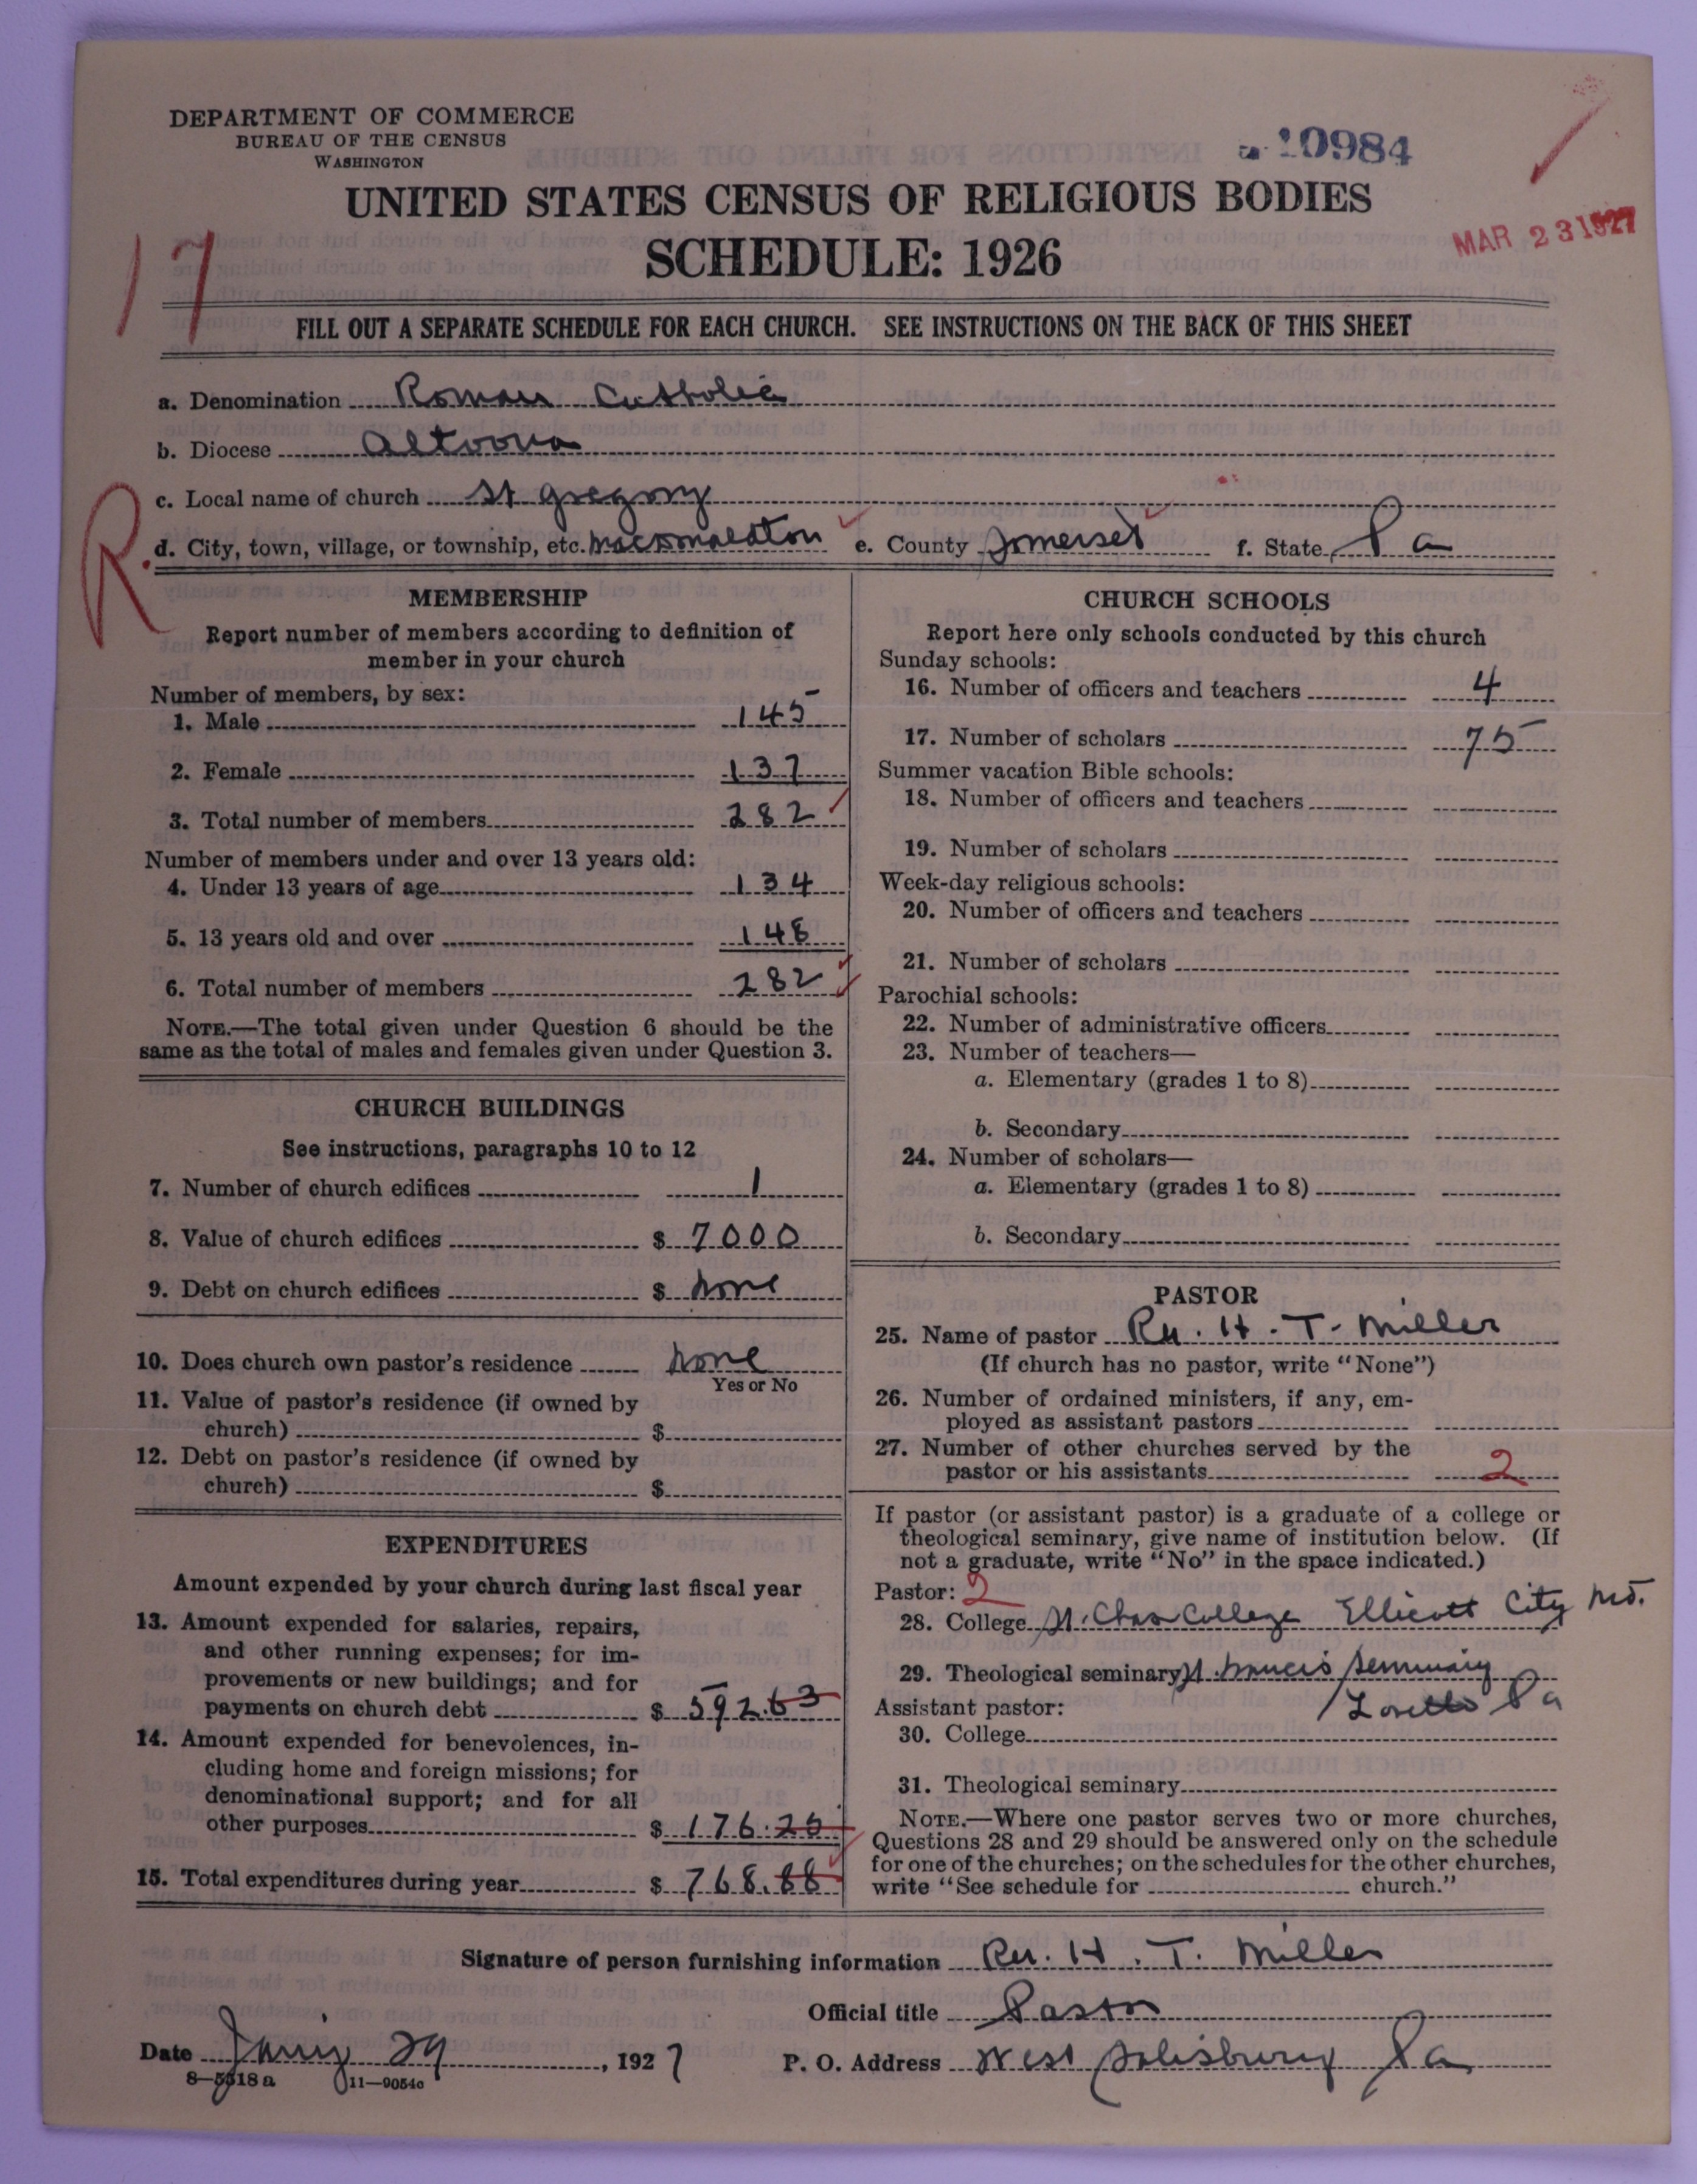 DEPARTMENT OF COMMERCE
BUREAU OF THE CENSUS
WASHINGTON
10984
UNITED STATES CENSUS OF RELIGIOUS BODIES
SCHEDULE: 1926
MAR 23 1927
17
FILL OUT A SEPARATE SCHEDULE FOR EACH CHURCH. SEE INSTRUCTIONS ON THE BACK OF THIS SHEET
a. Denomination Roman Catholic
b. Diocese Altoona
c. Local name of church St Gregory
R.
d. City, town, village, or township, etc. Macdonaldton e. County Somerset f. State Pa
MEMBERSHIP
Report number of members according to definition of
member in your church
Number of members, by sex:
1. Male 145
2. Female 137
3. Total number of members 282
Number of members under and over 13 years old:
4. Under 13 years of age 134
5. 13 years old and over 148
6. Total number of members 282
NOTE.—The total given under Question 6 should be the
same as the total of males and females given under Question 3.
CHURCH BUILDINGS
See instructions, paragraphs 10 to 12
7. Number of church edifices 1
8. Value of church edifices $ 7000
9. Debt on church edifices $ none
10. Does church own pastor's residence none
Yes or No
11. Value of pastor's residence (if owned by
church) $
12. Debt on pastor's residence (if owned by
church) $
EXPENDITURES
Amount expended by your church during last fiscal year
13. Amount expended for salaries, repairs,
and other running expenses; for im-
provements or new buildings; and for
payments on church debt $ 592.63
14. Amount expended for benevolences, in-
cluding home and foreign missions; for
denominational support; and for all
other purposes $ 176.25
15. Total expenditures during year $ 768.88
CHURCH SCHOOLS
Report here only schools conducted by this church
Sunday schools:
16. Number of officers and teachers 4
17. Number of scholars 75
Summer vacation Bible schools:
18. Number of officers and teachers
19. Number of scholars
Week-day religious schools:
20. Number of officers and teachers
21. Number of scholars
Parochial schools:
22. Number of administrative officers
23. Number of teachers—
a. Elementary (grades 1 to 8)
b. Secondary
24. Number of scholars—
a. Elementary (grades 1 to 8)
b. Secondary
PASTOR
25. Name of pastor Rev. H. T. Miller
(If church has no pastor, write "None")
26. Number of ordained ministers, if any, em-
ployed as assistant pastors
27. Number of other churches served by the
pastor or his assistants 2
If pastor (or assistant pastor) is a graduate of a college or
theological seminary, give name of institution below. (If
not a graduate, write "No" in the space indicated.)
Pastor: 2
28. College St. Chas College Ellicott City Md.
29. Theological seminary St. Francis Seminary
Loretto Pa
Assistant pastor:
30. College
31. Theological seminary
NOTE.—Where one pastor serves two or more churches,
Questions 28 and 29 should be answered only on the schedule
for one of the churches; on the schedules for the other churches,
write "See schedule for church."
Signature of person furnishing information Rev. H. T. Miller
Official title Pastor
Date 29, 1927
P. O. Address West Salisbury Pa
8—5318a 11—9054c